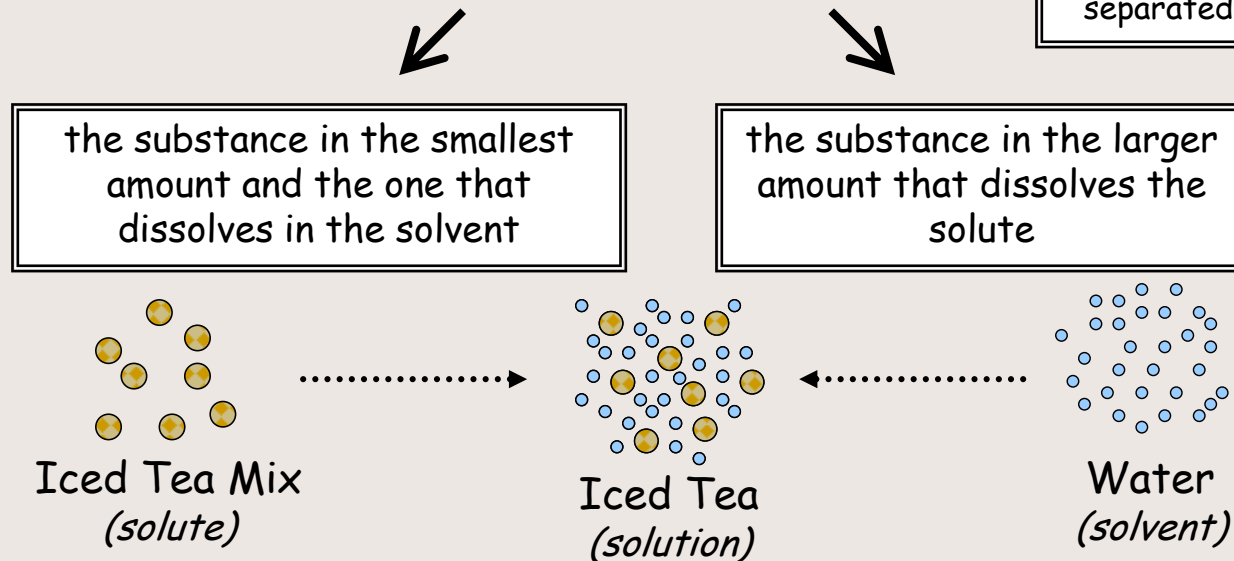 separated
the substance in the smallest
amount and the one that
dissolves in the solvent
the substance in the larger
amount that dissolves the
solute
Iced Tea Mix
(solute)
Iced Tea
(solution)
Water
(solvent)